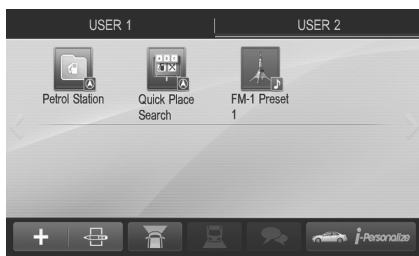 USER 1
USER 2
Petrol Station
Quick Place
Search
FM-1 Preset
1
i-Personalize